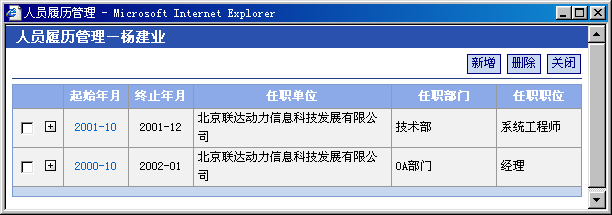 人员履历管理 - Microsoft Internet Explorer
人员履历管理－杨建业
新增 删除 关闭
起始年月 终止年月 任职单位 任职部门 任职职位
2001-10 2001-12 北京联达动力信息科技发展有限公 技术部 系统工程师
司
2000-10 2002-01 北京联达动力信息科技发展有限公 OA部门 经理
司